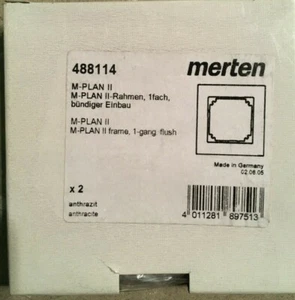 488114
merten
M-PLAN II
M-PLAN II-Rahmen, 1fach,
bündiger Einbau
M-PLAN II
M-PLAN II frame, 1-gang flush
Made in Germany
02.06.05
x 2
anthrazit
anthracite
4 011281 897513